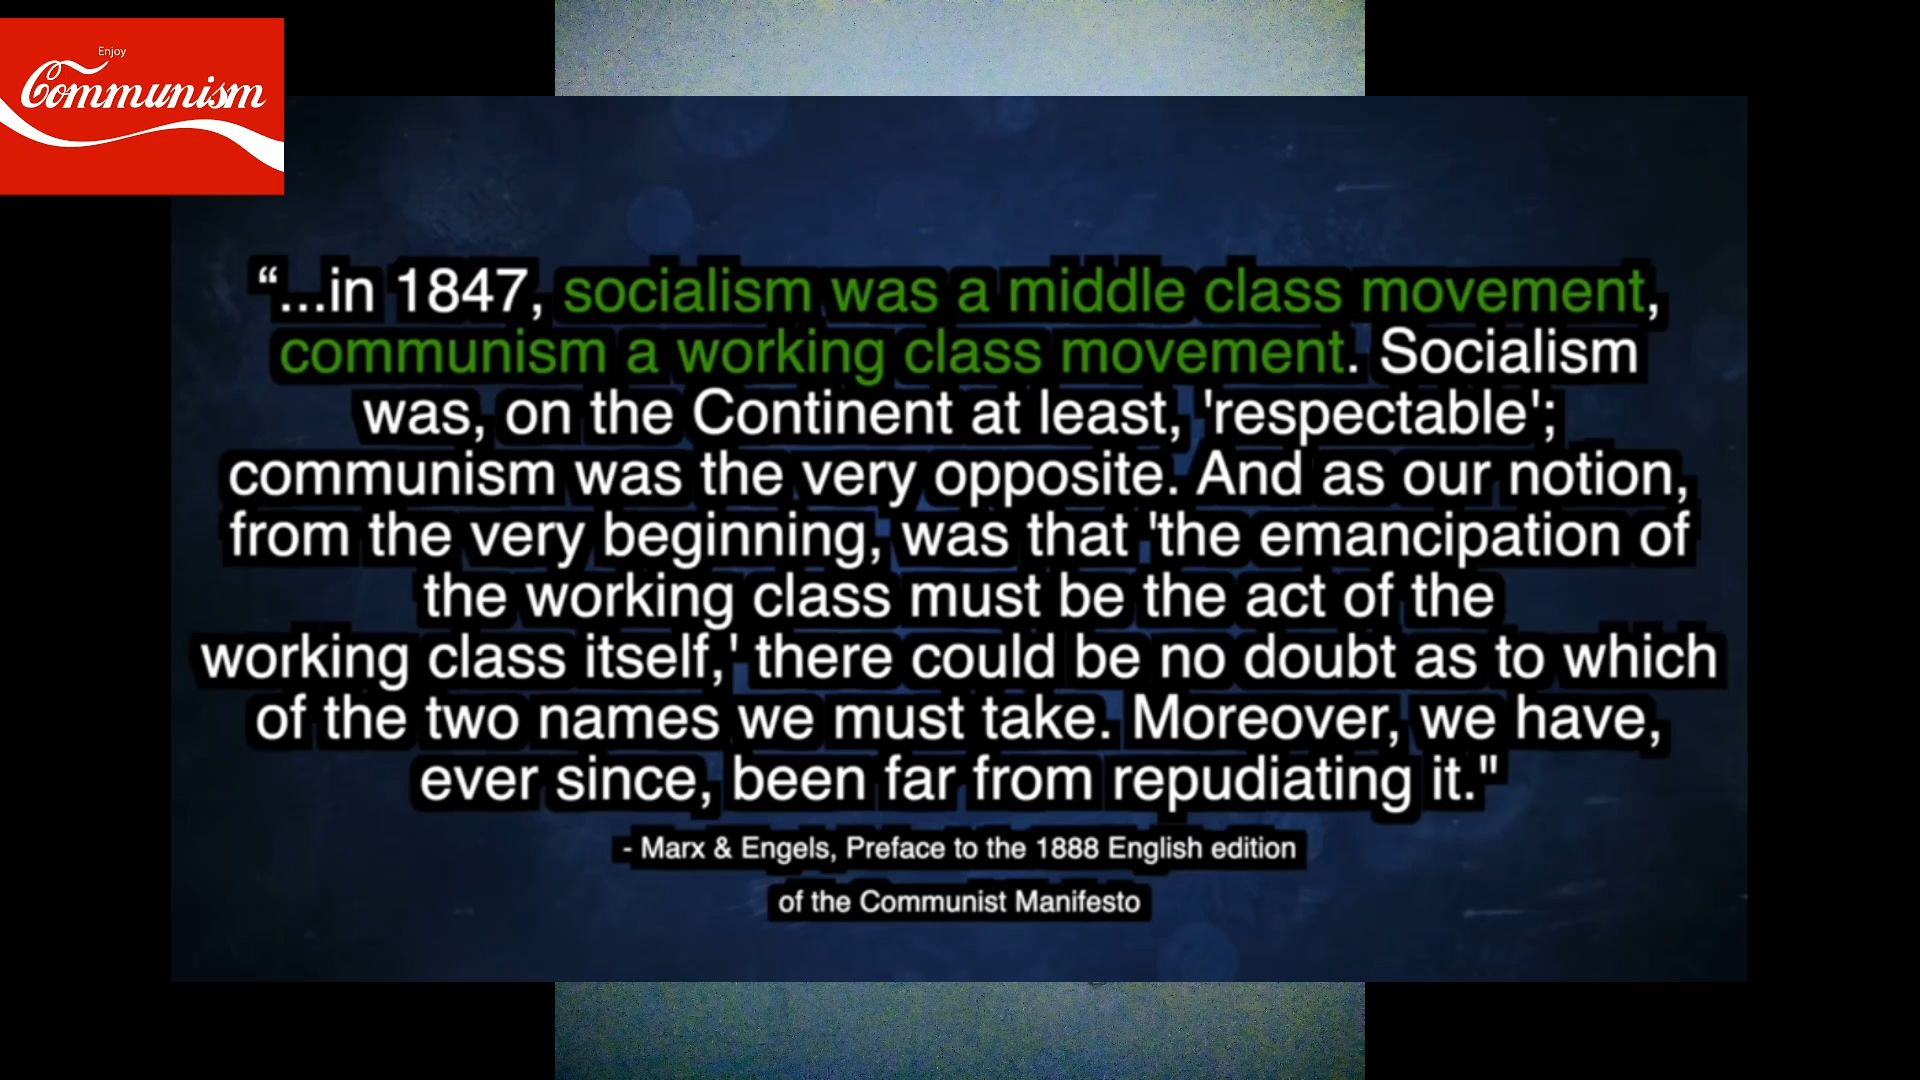 Enjoy
Communism
“...in 1847, socialism was a middle class movement,
communism a working class movement. Socialism
was, on the Continent at least, 'respectable';
communism was the very opposite. And as our notion,
from the very beginning, was that 'the emancipation of
the working class must be the act of the
working class itself,' there could be no doubt as to which
of the two names we must take. Moreover, we have,
ever since, been far from repudiating it."
- Marx & Engels, Preface to the 1888 English edition
of the Communist Manifesto